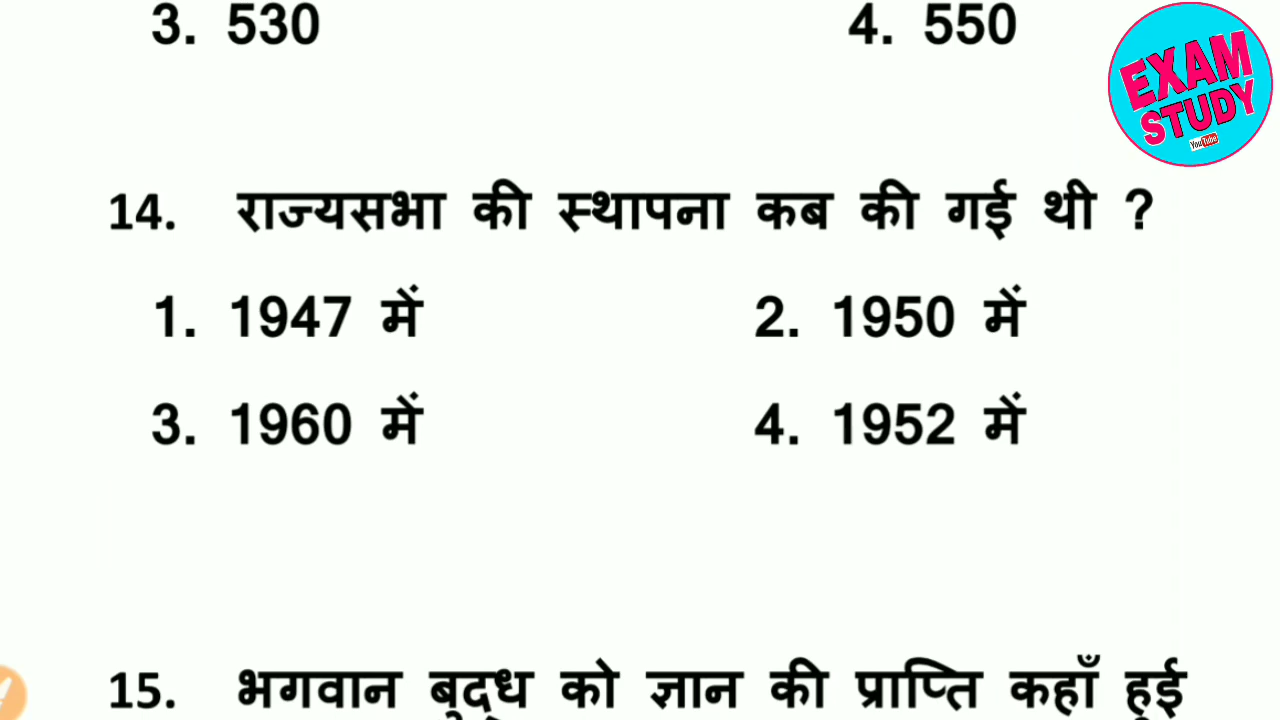 3. 530 4. 550
EXAM
STUDY
YouTube
14. राज्यसभा की स्थापना कब की गई थी ?
1. 1947 में 2. 1950 में
3. 1960 में 4. 1952 में
15. भगवान बुद्ध को ज्ञान की प्राप्ति कहाँ हुई